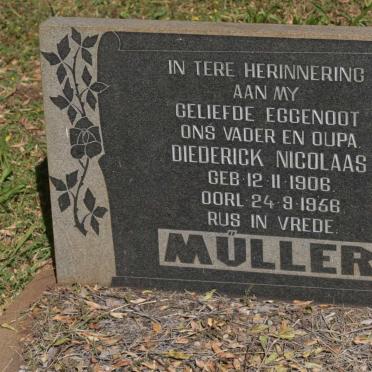 IN TERE HERINNERING
AAN MY
GELIEFDE EGGENOOT
ONS VADER EN OUPA.
DIEDERICK NICOLAAS
GEB. 12·11·1906.
OORL 24·9·1966
RUS IN VREDE.
MÜLLER